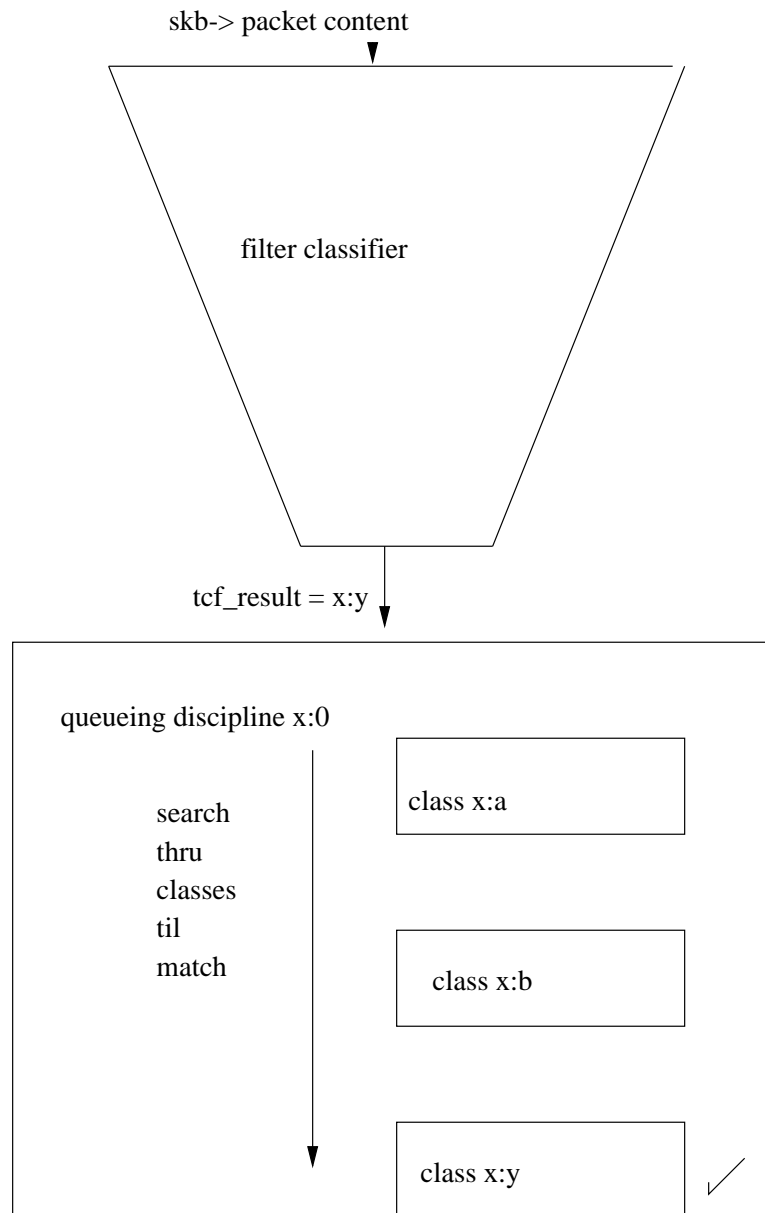 skb-> packet content
filter classifier
tcf_result = x:y
queueing discipline x:0
search
thru
classes
til
match
class x:a
class x:b
class x:y